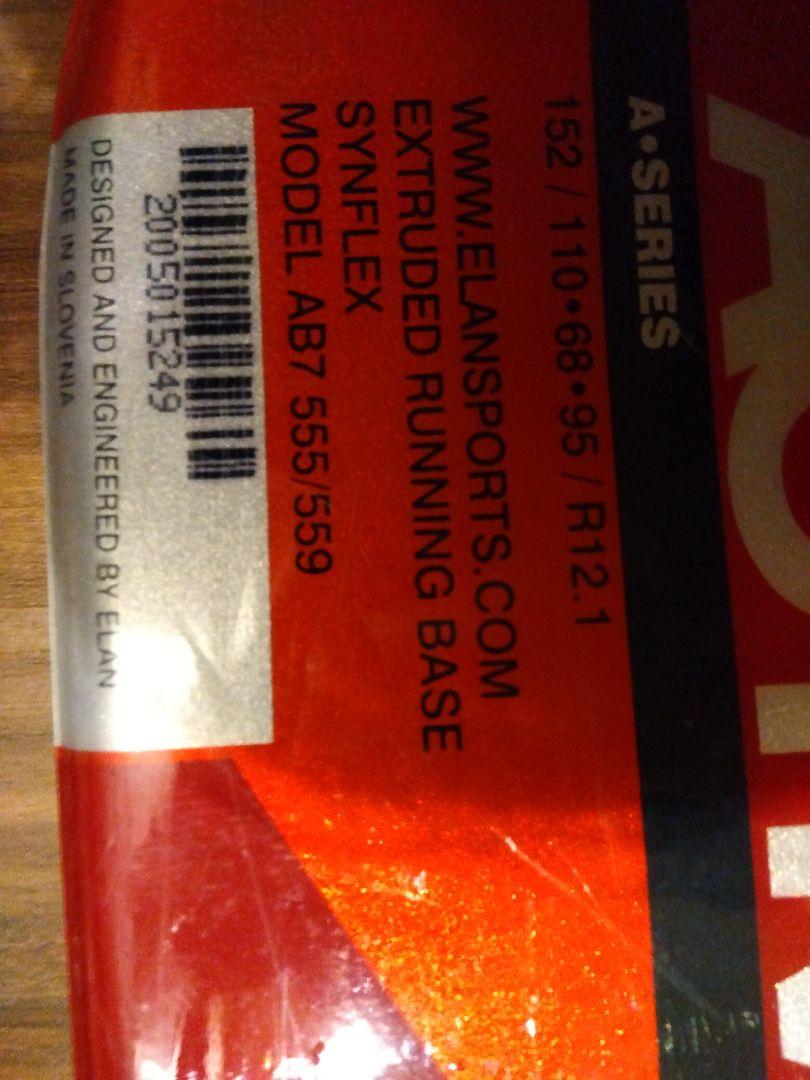 A•SERIES
152 / 110•68•95 / R12.1
WWW.ELANSPORTS.COM
EXTRUDED RUNNING BASE
SYNFLEX
MODEL AB7 555/559
2005015249
DESIGNED AND ENGINEERED BY ELAN
MADE IN SLOVENIA